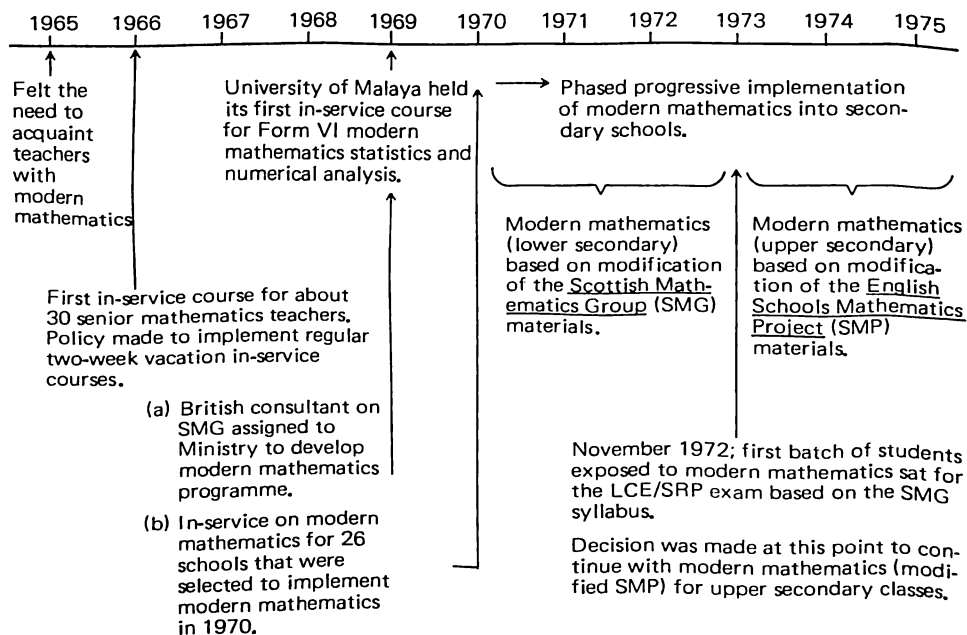 1965 1966 1967 1968 1969 1970 1971 1972 1973 1974 1975
Felt the
need to
acquaint
teachers
with
modern
mathematics
University of Malaya held
its first in-service course
for Form VI modern
mathematics statistics and
numerical analysis.
Phased progressive implementation
of modern mathematics into secon-
dary schools.
Modern mathematics
(lower secondary)
based on modification
of the Scottish Math-
ematics Group (SMG)
materials.
Modern mathematics
(upper secondary)
based on modifica-
tion of the English
Schools Mathematics
Project (SMP)
materials.
First in-service course for about
30 senior mathematics teachers.
Policy made to implement regular
two-week vacation in-service
courses.
(a) British consultant on
SMG assigned to
Ministry to develop
modern mathematics
programme.
(b) In-service on modern
mathematics for 26
schools that were
selected to implement
modern mathematics
in 1970.
November 1972; first batch of students
exposed to modern mathematics sat for
the LCE/SRP exam based on the SMG
syllabus.
Decision was made at this point to con-
tinue with modern mathematics (modi-
fied SMP) for upper secondary classes.